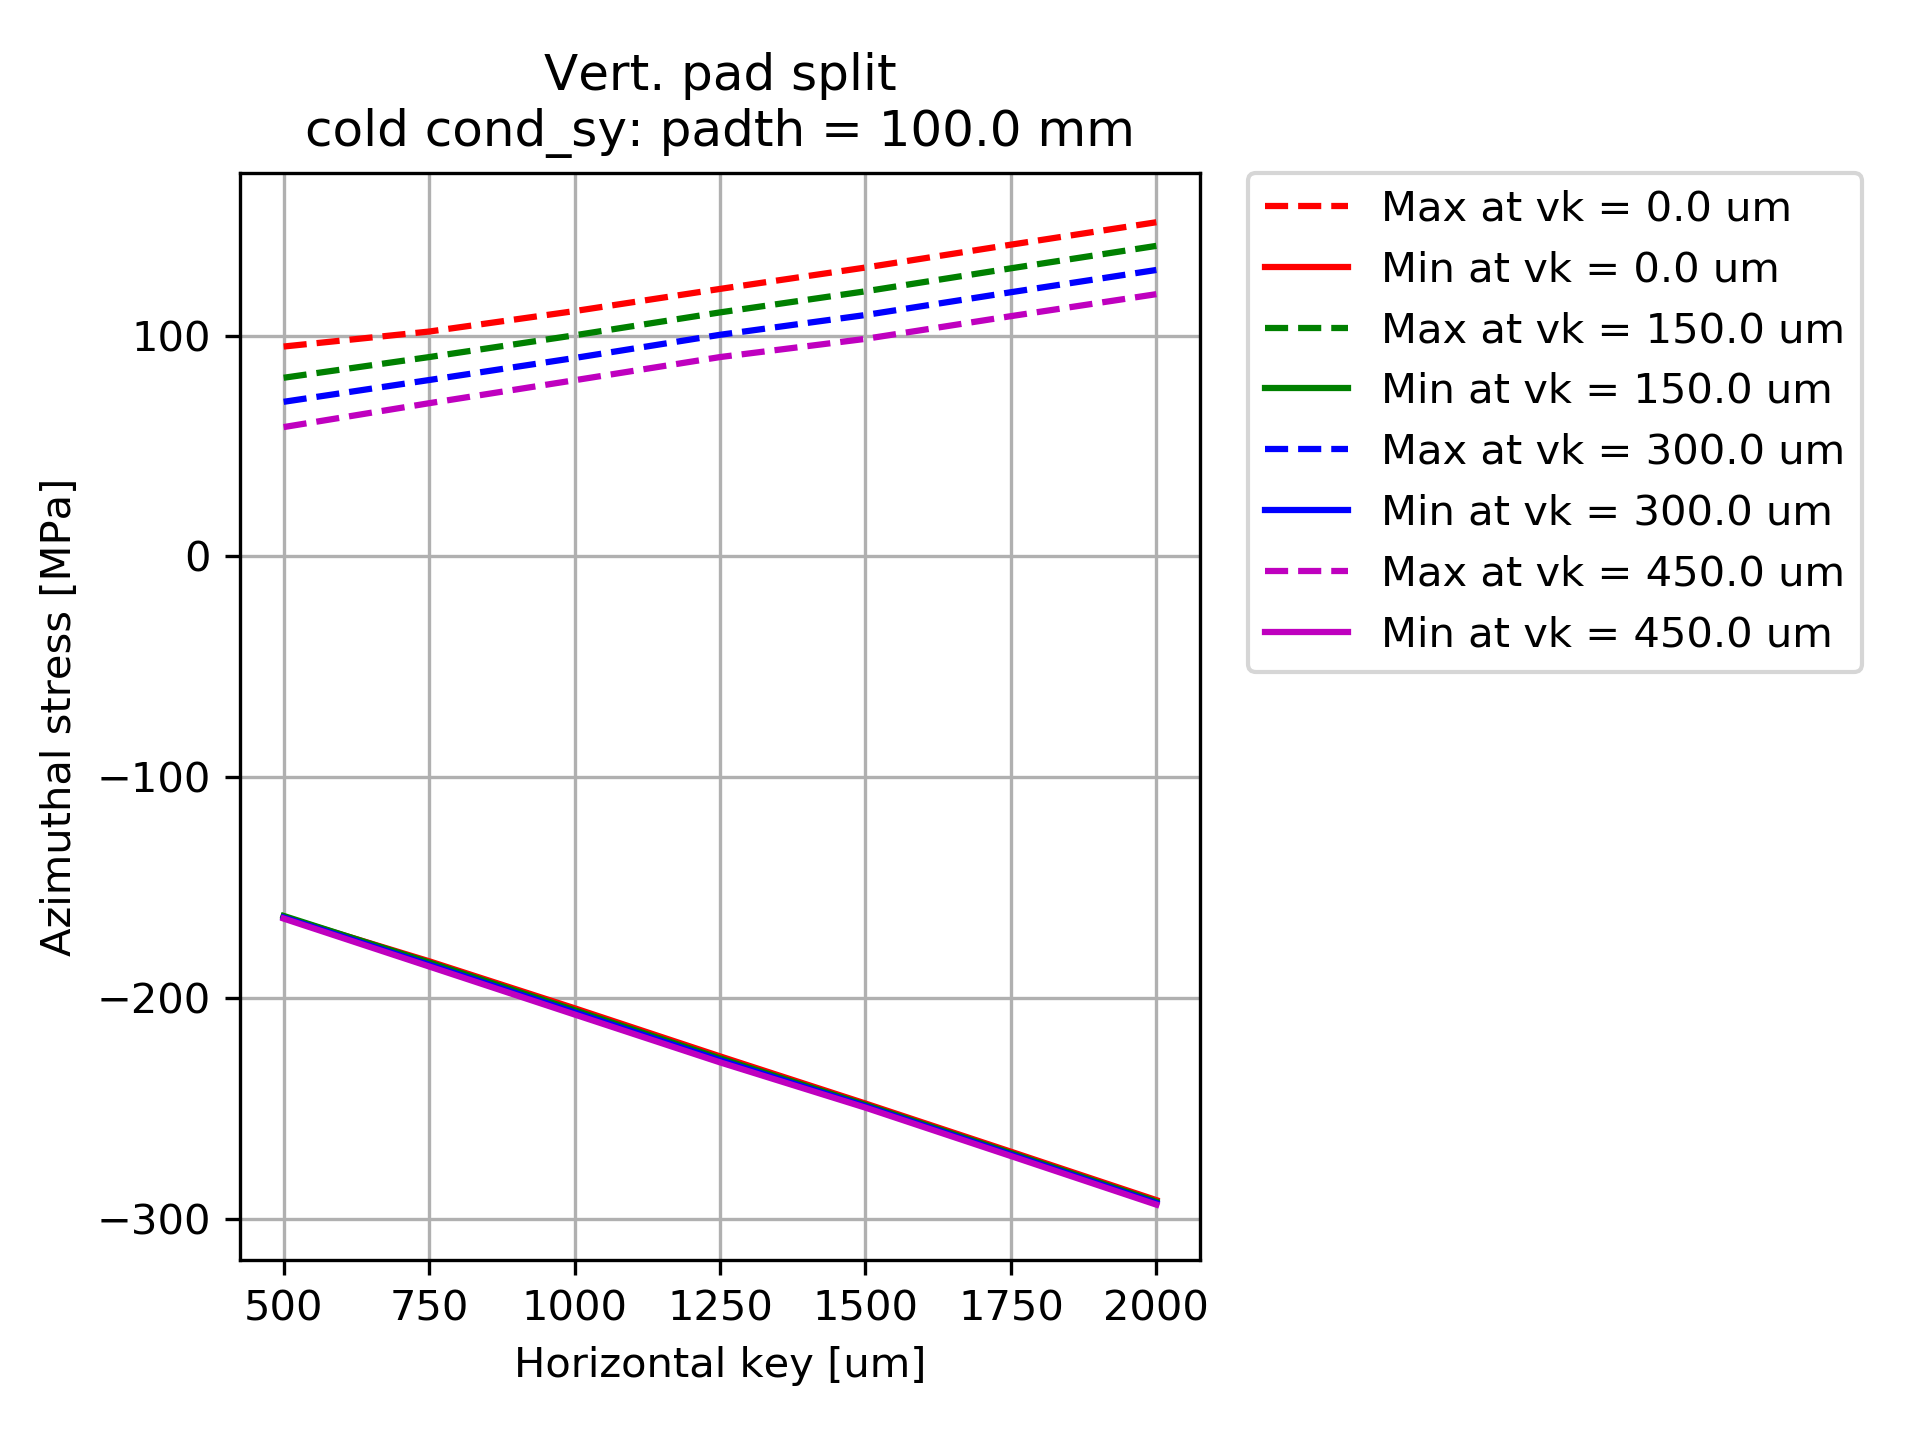 Vert. pad split
cold cond_sy: padth = 100.0 mm
Azimuthal stress [MPa]
100
0
−100
−200
−300
500 750 1000 1250 1500 1750 2000
Horizontal key [um]
Max at vk = 0.0 um
Min at vk = 0.0 um
Max at vk = 150.0 um
Min at vk = 150.0 um
Max at vk = 300.0 um
Min at vk = 300.0 um
Max at vk = 450.0 um
Min at vk = 450.0 um